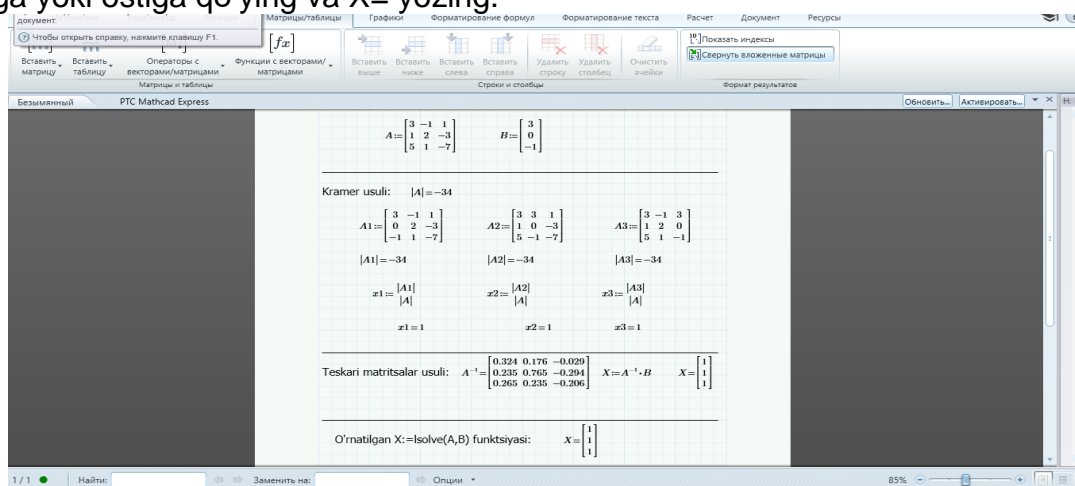 ga yoki ostiga qo'ying va X= yozing.
документ.
Матрицы/таблицы Графики Форматирование формул Форматирование текста Расчет Документ Ресурсы
Чтобы открыть справку, нажмите клавишу F1.
Вставить матрицу Вставить таблицу Операторы с векторами/матрицами Функции с векторами/матрицами Вставить выше Вставить ниже Вставить слева Вставить справа Удалить строку Удалить столбец Очистить ячейки
[fx]
Показать индексы
Свернуть вложенные матрицы
Матрицы и таблицы Строки и столбцы Формат результатов
Безымянный PTC Mathcad Express Обновить... Активировать... На
A:=[3 −1 1; 1 2 −3; 5 1 −7] B:=[3; 0; −1]
Kramer usuli: |A|=−34
A1:=[3 −1 1; 0 2 −3; −1 1 −7] A2:=[3 3 1; 1 0 −3; 5 −1 −7] A3:=[3 −1 3; 1 2 0; 5 1 −1]
|A1|=−34 |A2|=−34 |A3|=−34
x1:=|A1|/|A| x2:=|A2|/|A| x3:=|A3|/|A|
x1=1 x2=1 x3=1
Teskari matritsalar usuli: A⁻¹=[0.324 0.176 −0.029; 0.235 0.765 −0.294; 0.265 0.235 −0.206] X:=A⁻¹·B X=[1; 1; 1]
O'rnatilgan X:=lsolve(A,B) funktsiyasi: X=[1; 1; 1]
1 / 1 Найти: Заменить на: Опции 85%